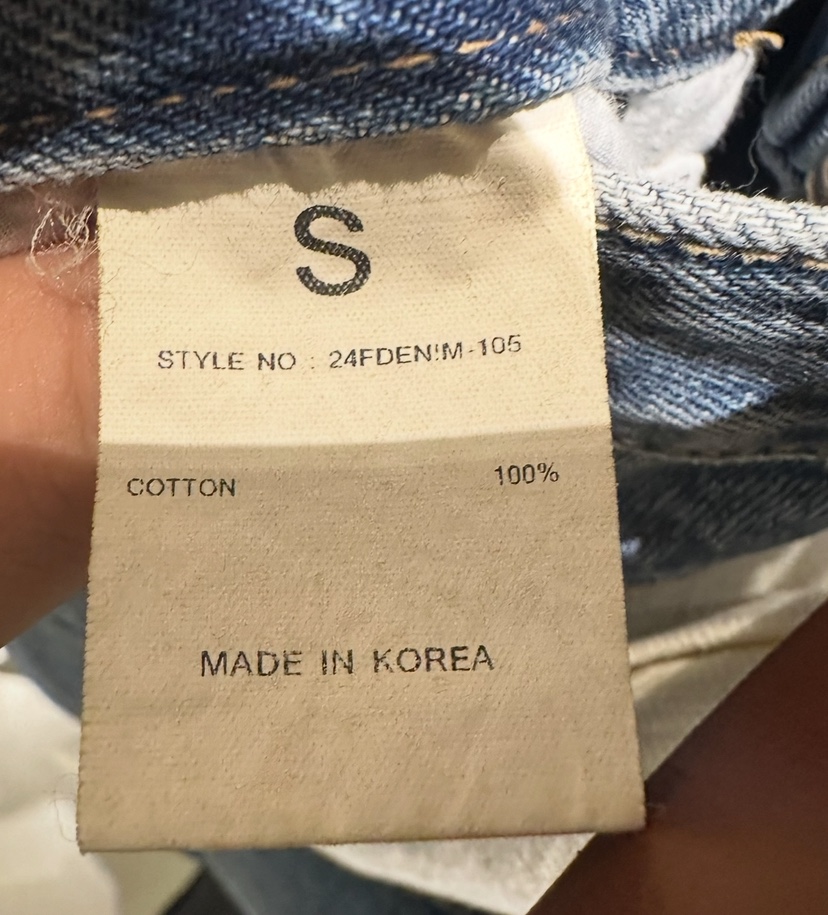 S
STYLE NO : 24FDENIM-105
COTTON 100%
MADE IN KOREA